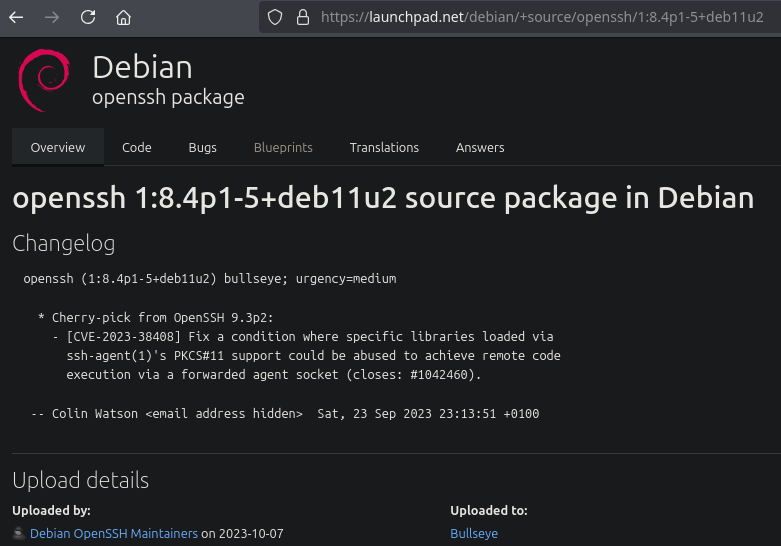 https://launchpad.net/debian/+source/openssh/1:8.4p1-5+deb11u2
Debian
openssh package
Overview Code Bugs Blueprints Translations Answers
openssh 1:8.4p1-5+deb11u2 source package in Debian
Changelog
openssh (1:8.4p1-5+deb11u2) bullseye; urgency=medium
* Cherry-pick from OpenSSH 9.3p2:
- [CVE-2023-38408] Fix a condition where specific libraries loaded via
ssh-agent(1)'s PKCS#11 support could be abused to achieve remote code
execution via a forwarded agent socket (closes: #1042460).
-- Colin Watson <email address hidden>  Sat, 23 Sep 2023 23:13:51 +0100
Upload details
Uploaded by: Uploaded to:
Debian OpenSSH Maintainers on 2023-10-07 Bullseye